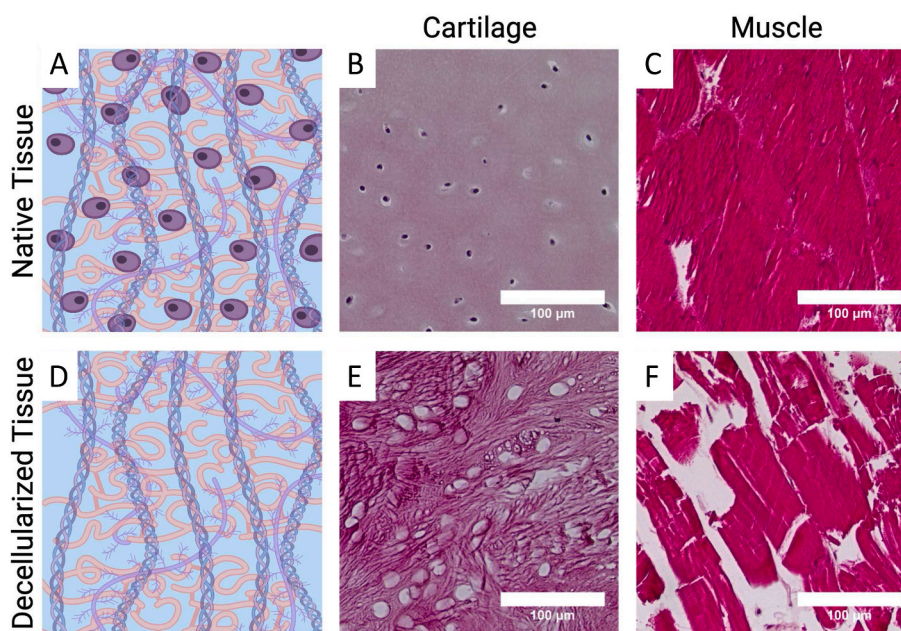 Cartilage
Muscle
Native Tissue
A
B
C
100 µm
100 µm
Decellularized Tissue
D
E
F
100 µm
100 µm